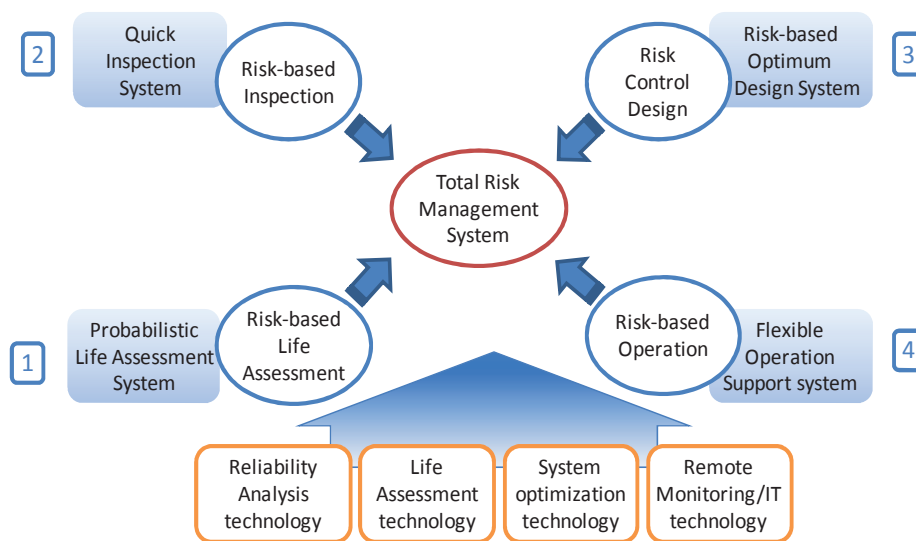 2
Quick
Inspection
System
Risk-based
Inspection
Risk
Control
Design
Risk-based
Optimum
Design System
3
Total Risk
Management
System
1
Probabilistic
Life Assessment
System
Risk-based
Life
Assessment
Risk-based
Operation
Flexible
Operation
Support system
4
Reliability
Analysis
technology
Life
Assessment
technology
System
optimization
technology
Remote
Monitoring/IT
technology